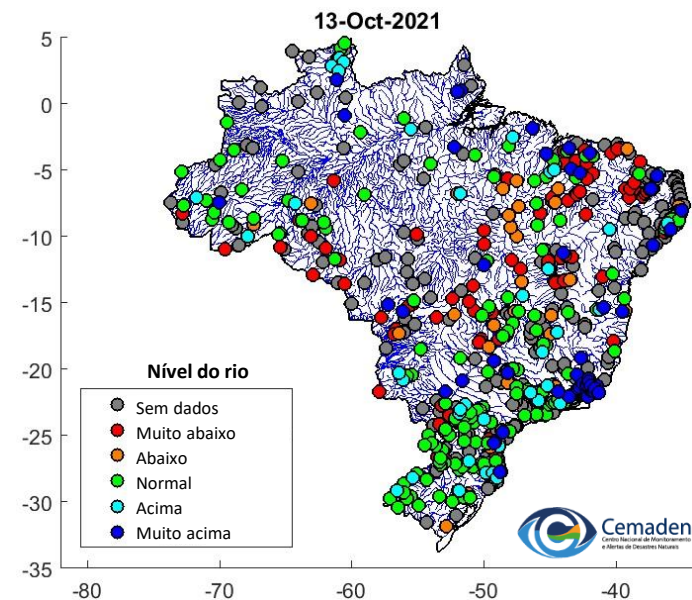 13-Oct-2021
5
0
-5
-10
-15
-20
-25
-30
-35
-80
-70
-60
-50
-40
Nível do rio
Sem dados
Muito abaixo
Abaixo
Normal
Acima
Muito acima
Cemaden
Centro Nacional de Monitoramento
e Alertas de Desastres Naturais